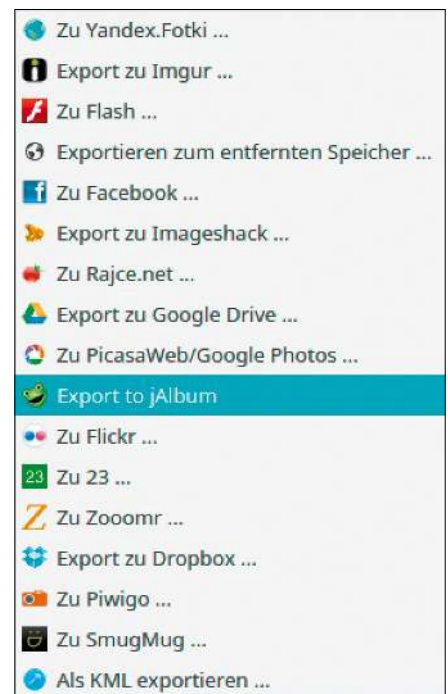 Zu Yandex.Fotki ...
Export zu Imgur ...
Zu Flash ...
Exportieren zum entfernten Speicher ...
Zu Facebook ...
Export zu Imageshack ...
Zu Rajce.net ...
Export zu Google Drive ...
Zu PicasaWeb/Google Photos ...
Export to jAlbum
Zu Flickr ...
23 Zu 23 ...
Zu Zooomr ...
Export zu Dropbox ...
Zu Piwigo ...
Zu SmugMug ...
Als KML exportieren ...